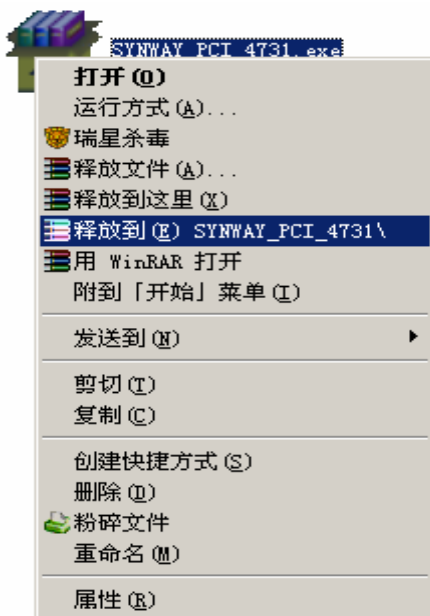 SYNWAY_PCI_4731.exe
打开(O)
运行方式(A)...
瑞星杀毒
释放文件(A)...
释放到这里(X)
释放到(E) SYNWAY_PCI_4731\
用 WinRAR 打开
附到「开始」菜单(I)
发送到(N)
剪切(T)
复制(C)
创建快捷方式(S)
删除(D)
粉碎文件
重命名(M)
属性(R)